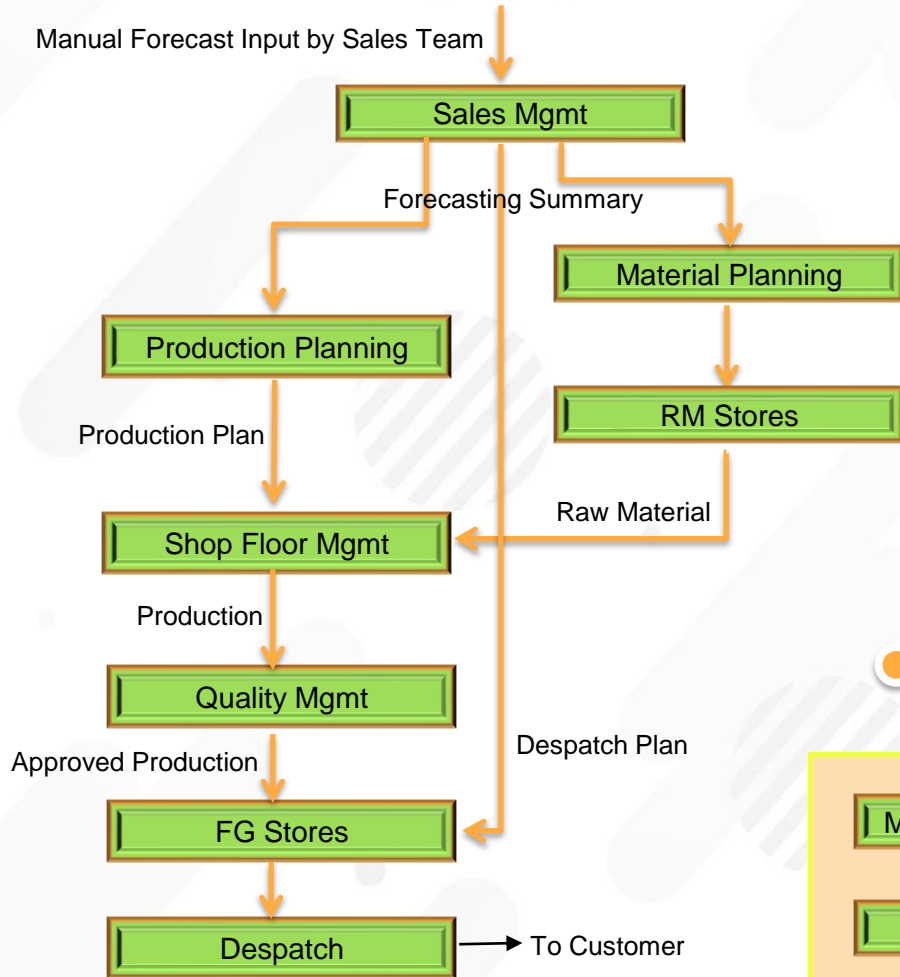 Manual Forecast Input by Sales Team
Sales Mgmt
Forecasting Summary
Material Planning
Production Planning
RM Stores
Production Plan
Raw Material
Shop Floor Mgmt
Production
Quality Mgmt
Despatch Plan
Approved Production
FG Stores
M
Despatch
To Customer